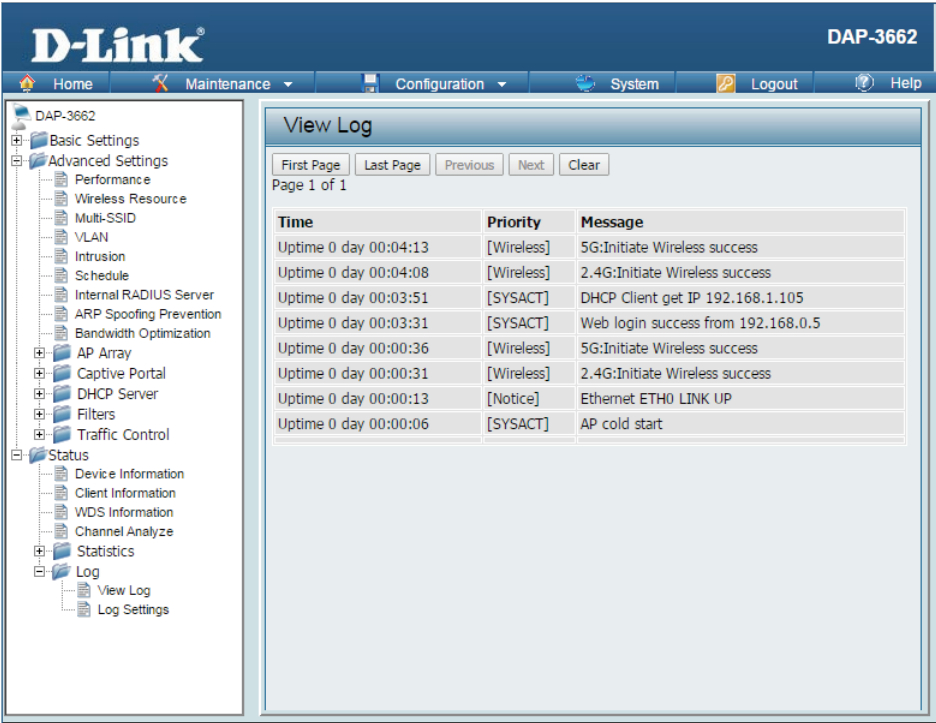 D-Link®
DAP-3662
Home Maintenance Configuration System Logout Help
DAP-3662
Basic Settings
Advanced Settings
Performance
Wireless Resource
Multi-SSID
VLAN
Intrusion
Schedule
Internal RADIUS Server
ARP Spoofing Prevention
Bandwidth Optimization
AP Array
Captive Portal
DHCP Server
Filters
Traffic Control
Status
Device Information
Client Information
WDS Information
Channel Analyze
Statistics
Log
View Log
Log Settings
View Log
First Page Last Page Previous Next Clear
Page 1 of 1
Time Priority Message
Uptime 0 day 00:04:13 [Wireless] 5G:Initiate Wireless success
Uptime 0 day 00:04:08 [Wireless] 2.4G:Initiate Wireless success
Uptime 0 day 00:03:51 [SYSACT] DHCP Client get IP 192.168.1.105
Uptime 0 day 00:03:31 [SYSACT] Web login success from 192.168.0.5
Uptime 0 day 00:00:36 [Wireless] 5G:Initiate Wireless success
Uptime 0 day 00:00:31 [Wireless] 2.4G:Initiate Wireless success
Uptime 0 day 00:00:13 [Notice] Ethernet ETH0 LINK UP
Uptime 0 day 00:00:06 [SYSACT] AP cold start